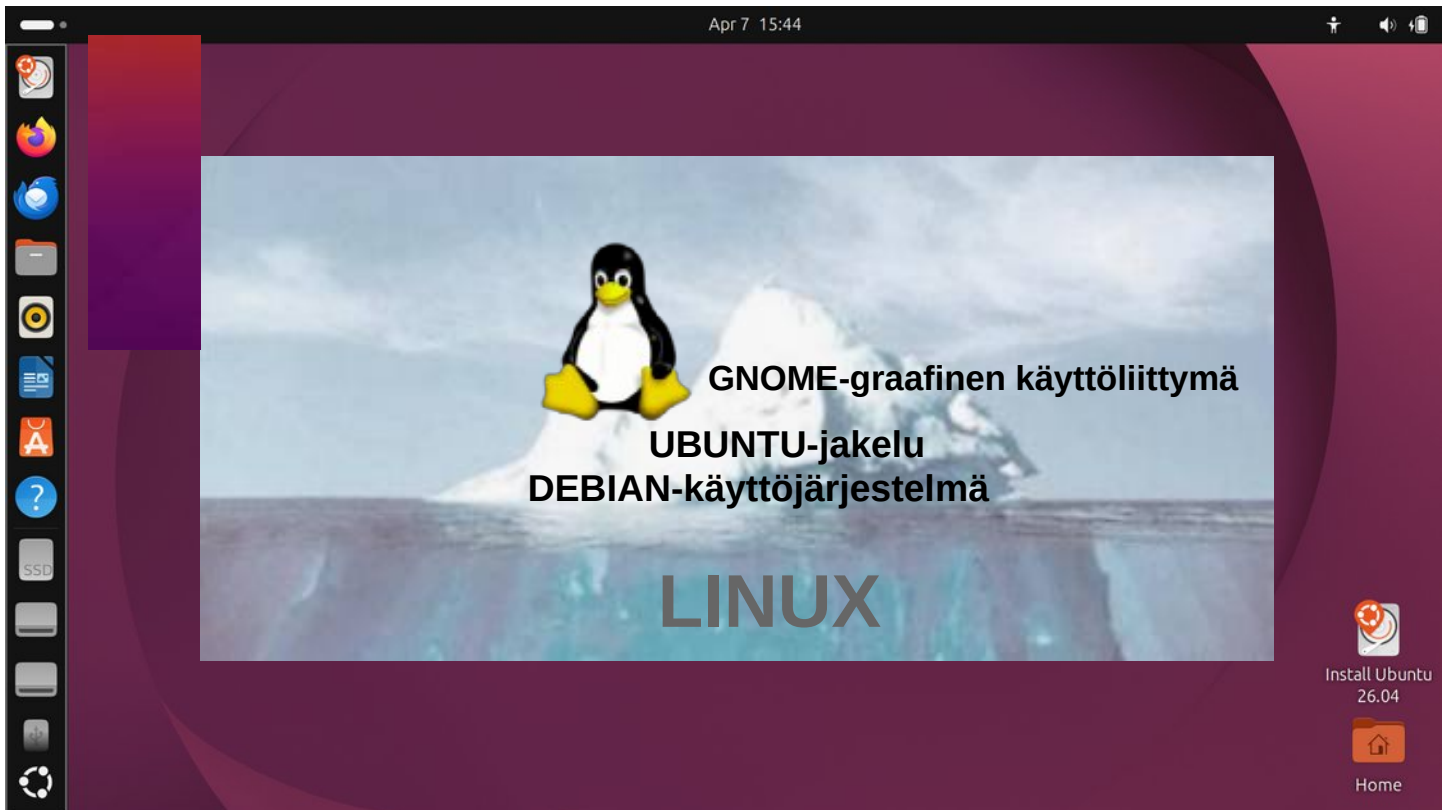 Apr 7 15:44
GNOME-graafinen käyttöliittymä
UBUNTU-jakelu
DEBIAN-käyttöjärjestelmä
SSD
LINUX
Install Ubuntu
26.04
Home